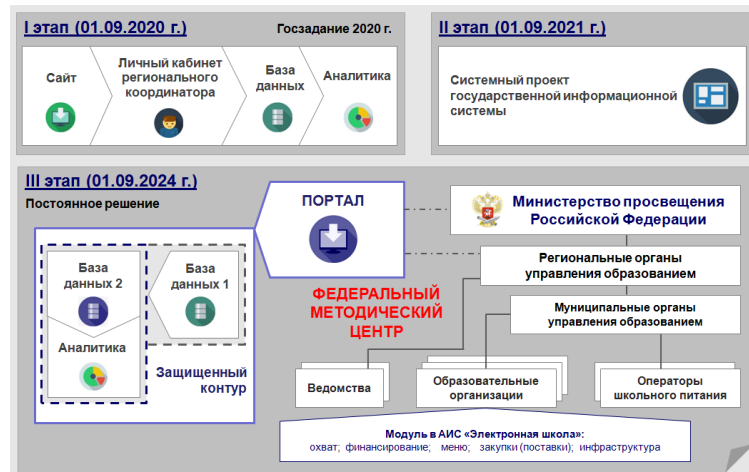 I этап (01.09.2020 г.)
Госзадание 2020 г.
Сайт
Личный кабинет
регионального
координатора
База
данных
Аналитика
II этап (01.09.2021 г.)
Системный проект
государственной информационной
системы
III этап (01.09.2024 г.)
Постоянное решение
ПОРТАЛ
Министерство просвещения
Российской Федерации
Региональные органы
управления образованием
Муниципальные органы
управления образованием
База
данных 2
База
данных 1
Аналитика
Защищенный
контур
ФЕДЕРАЛЬНЫЙ
МЕТОДИЧЕСКИЙ
ЦЕНТР
Ведомства
Образовательные
организации
Операторы
школьного питания
Модуль в АИС «Электронная школа»:
охват; финансирование; меню; закупки (поставки); инфраструктура